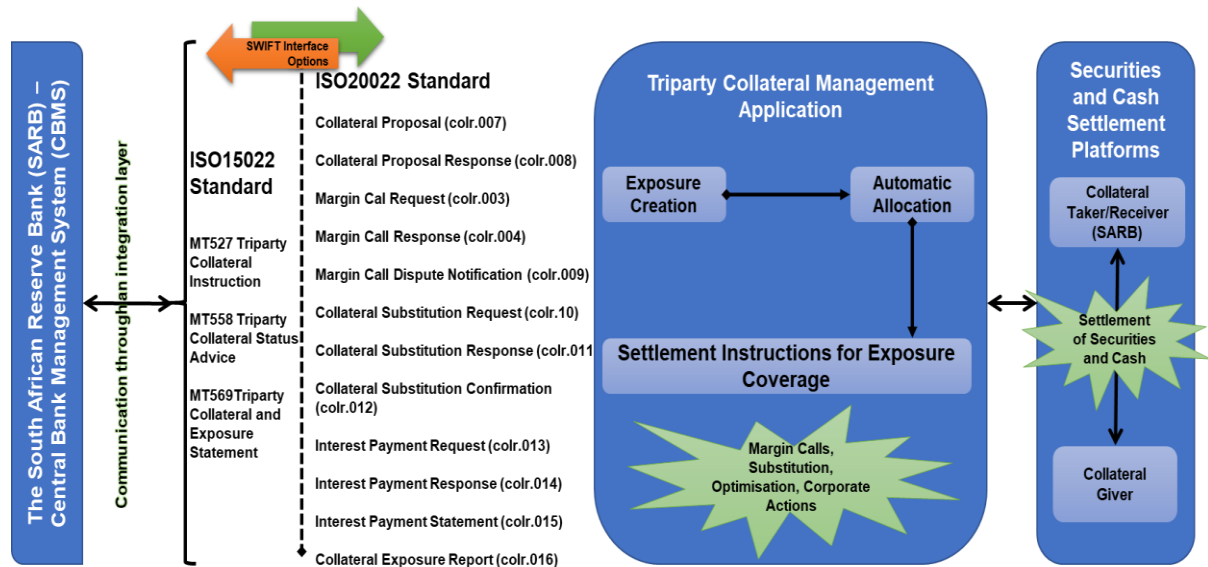 The South African Reserve Bank (SARB) –
Central Bank Management System (CBMS)
Communication through an integration layer
SWIFT Interface
Options
ISO15022
Standard
MT527 Triparty
Collateral
Instruction
MT558 Triparty
Collateral Status
Advice
MT569Triparty
Collateral and
Exposure
Statement
ISO20022 Standard
Collateral Proposal (colr.007)
Collateral Proposal Response (colr.008)
Margin Cal Request (colr.003)
Margin Call Response (colr.004)
Margin Call Dispute Notification (colr.009)
Collateral Substitution Request (colr.10)
Collateral Substitution Response (colr.011
Collateral Substitution Confirmation
(colr.012)
Interest Payment Request (colr.013)
Interest Payment Response (colr.014)
Interest Payment Statement (colr.015)
Collateral Exposure Report (colr.016)
Triparty Collateral Management
Application
Exposure
Creation
Automatic
Allocation
Settlement Instructions for Exposure
Coverage
Margin Calls,
Substitution,
Optimisation, Corporate
Actions
Securities
and Cash
Settlement
Platforms
Collateral
Taker/Receiver
(SARB)
Settlement
of Securities
and Cash
Collateral
Giver